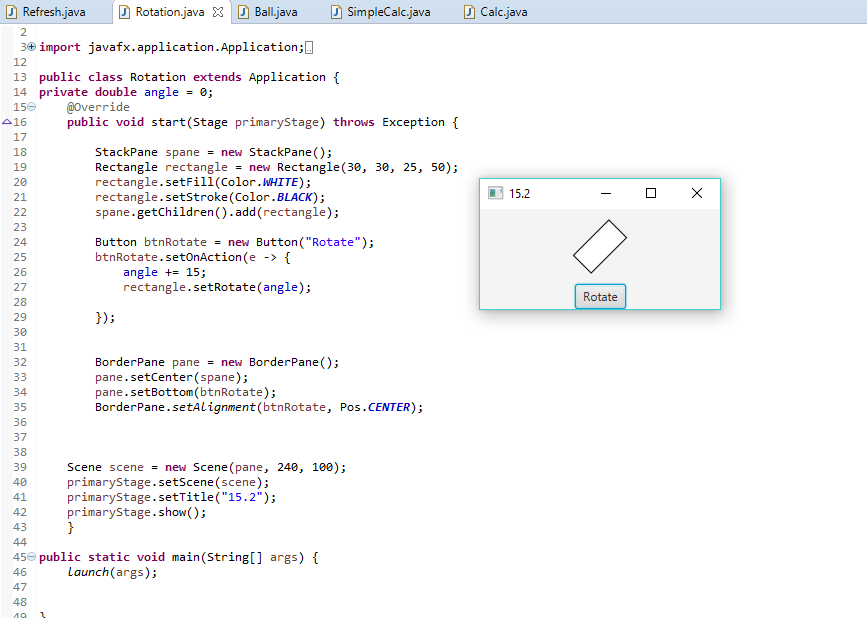 Refresh.java Rotation.java Ball.java SimpleCalc.java Calc.java
2
3 import javafx.application.Application;
12
13 public class Rotation extends Application {
14 private double angle = 0;
15 @Override
16 public void start(Stage primaryStage) throws Exception {
17
18 StackPane spane = new StackPane();
19 Rectangle rectangle = new Rectangle(30, 30, 25, 50);
20 rectangle.setFill(Color.WHITE);
21 rectangle.setStroke(Color.BLACK);
22 spane.getChildren().add(rectangle);
23
24 Button btnRotate = new Button("Rotate");
25 btnRotate.setOnAction(e -> {
26 angle += 15;
27 rectangle.setRotate(angle);
28
29 });
30
31
32 BorderPane pane = new BorderPane();
33 pane.setCenter(spane);
34 pane.setBottom(btnRotate);
35 BorderPane.setAlignment(btnRotate, Pos.CENTER);
36
37
38
39 Scene scene = new Scene(pane, 240, 100);
40 primaryStage.setScene(scene);
41 primaryStage.setTitle("15.2");
42 primaryStage.show();
43 }
44
45 public static void main(String[] args) {
46 launch(args);
47
48
49 }
15.2
Rotate